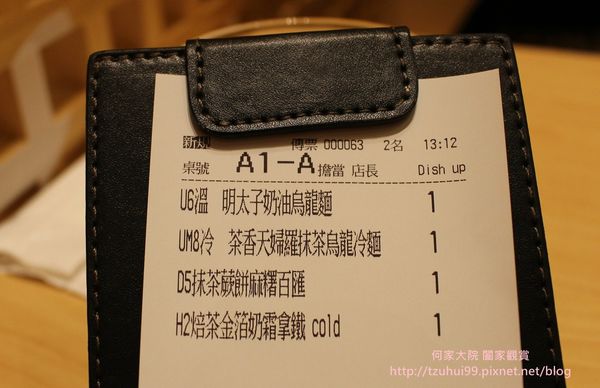 新規 傳票 000063 2名 13:12
桌號 A1-A 擔當 店長 Dish up
U6溫 明太子奶油烏龍麵 1
UM8冷 茶香天婦羅抹茶烏龍冷麵 1
D5抹茶蕨餅麻糬百匯 1
H2焙茶金箔奶霜拿鐵 cold 1
何家大院 闔家觀賞
http://tzuhui99.pixnet.net/blog